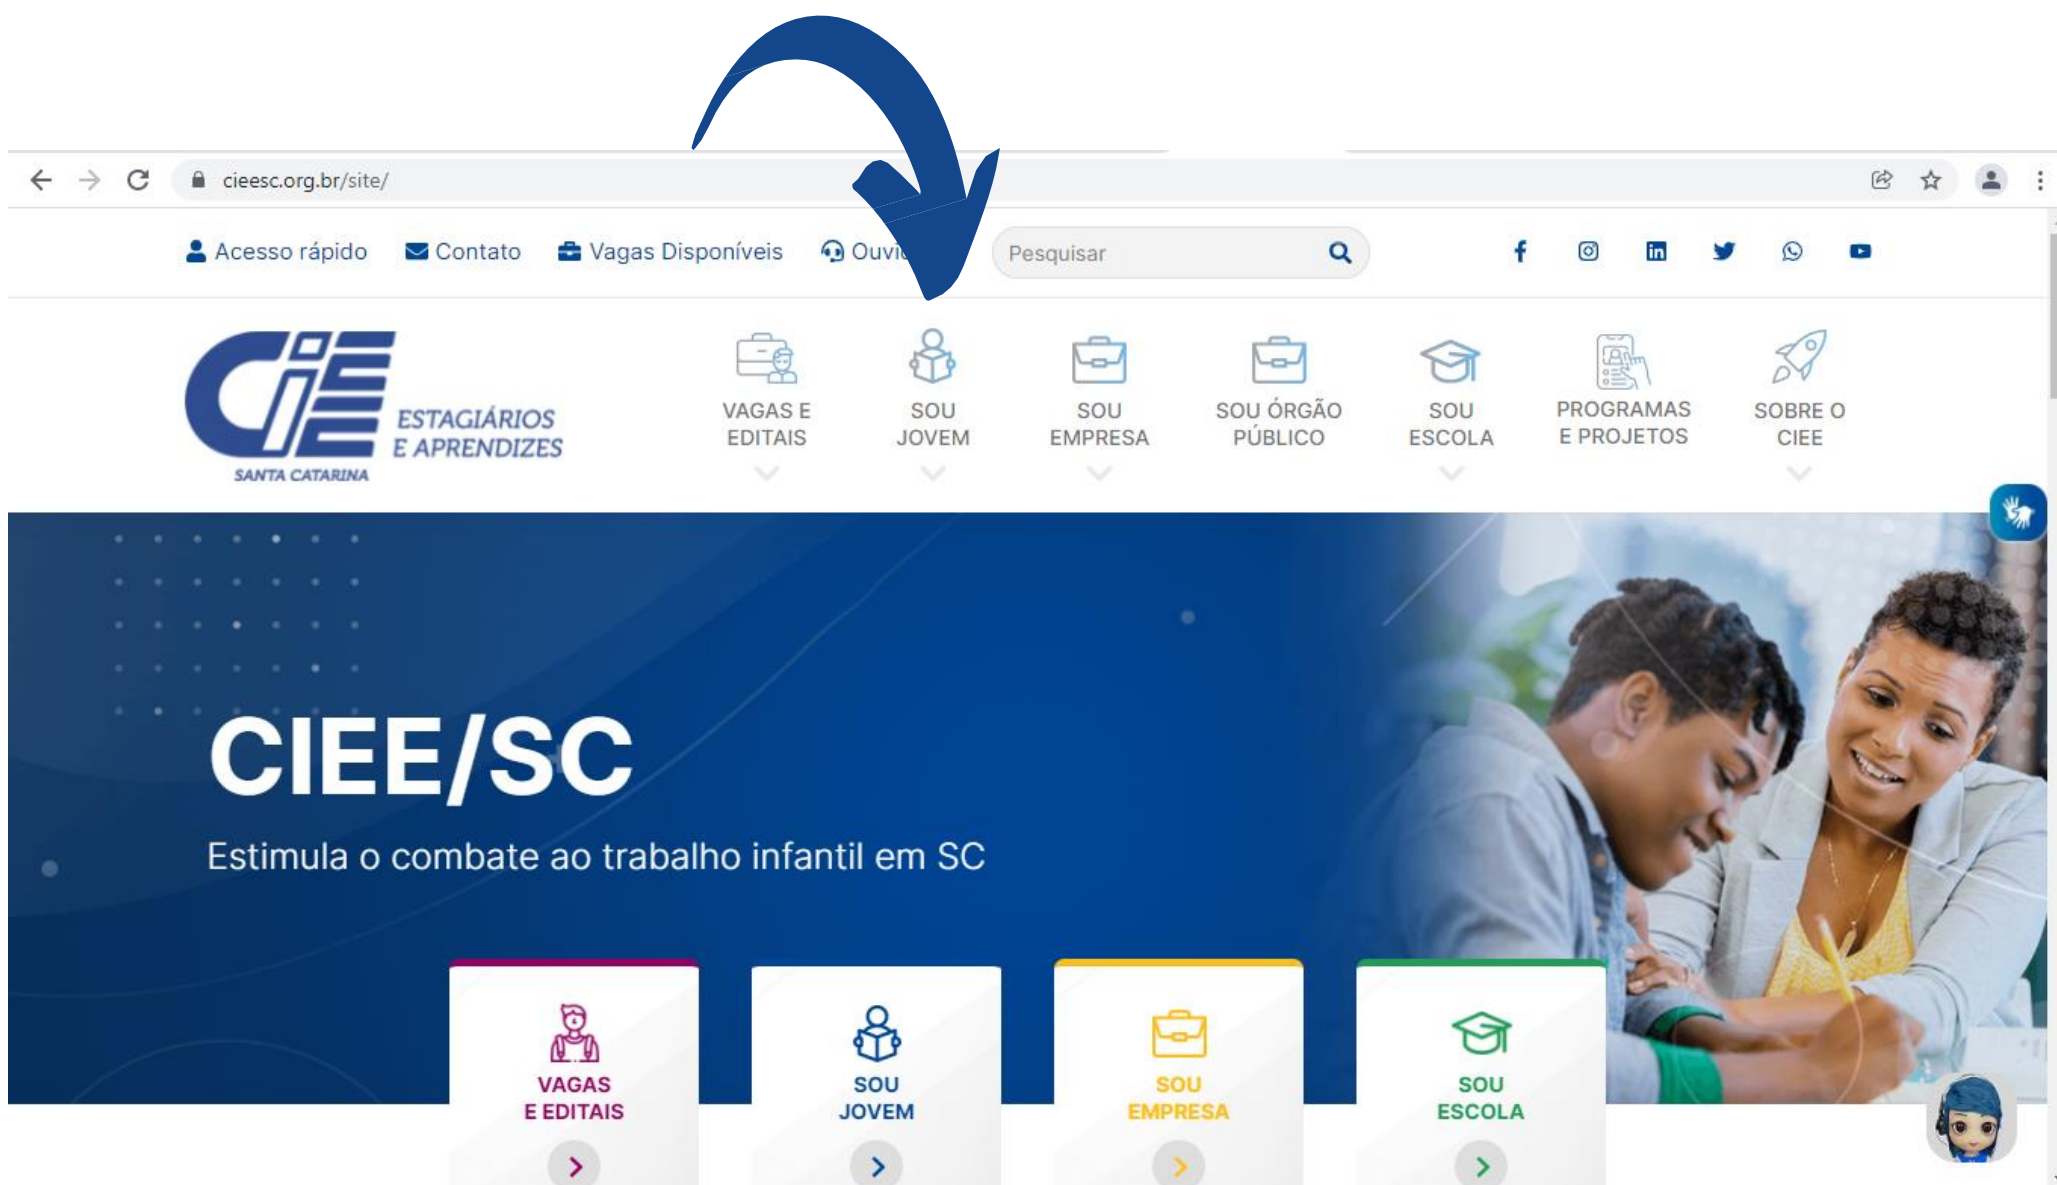 cieesc.org.br/site/
Acesso rápido Contato Vagas Disponíveis Pesquisar
CIEE
ESTAGIÁRIOS
E APRENDIZES
SANTA CATARINA
VAGAS E
EDITAIS
SOU
JOVEM
SOU
EMPRESA
SOU ÓRGÃO
PÚBLICO
SOU
ESCOLA
PROGRAMAS
E PROJETOS
SOBRE O
CIEE
CIEE/SC
Estimula o combate ao trabalho infantil em SC
VAGAS
E EDITAIS
SOU
JOVEM
SOU
EMPRESA
SOU
ESCOLA